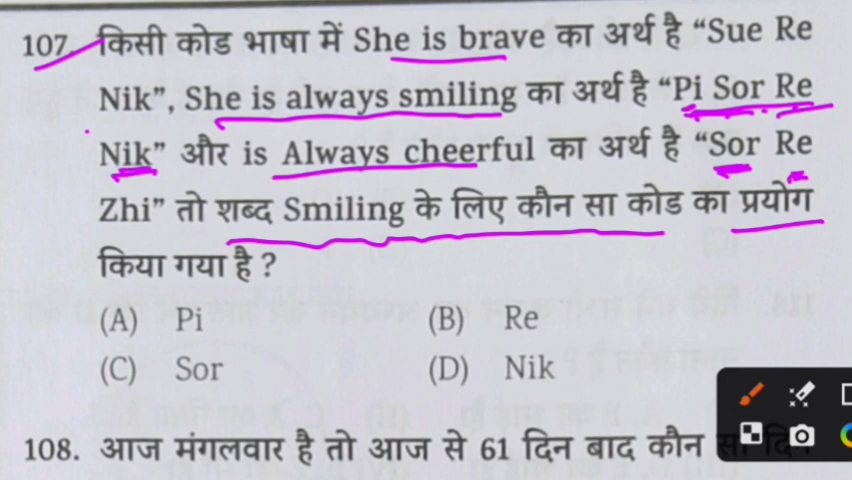 107. किसी कोड भाषा में She is brave का अर्थ है “Sue Re
Nik”, She is always smiling का अर्थ है “Pi Sor Re
Nik” और is Always cheerful का अर्थ है “Sor Re
Zhi” तो शब्द Smiling के लिए कौन सा कोड का प्रयोग
किया गया है ?
(A) Pi (B) Re
(C) Sor (D) Nik
108. आज मंगलवार है तो आज से 61 दिन बाद कौन